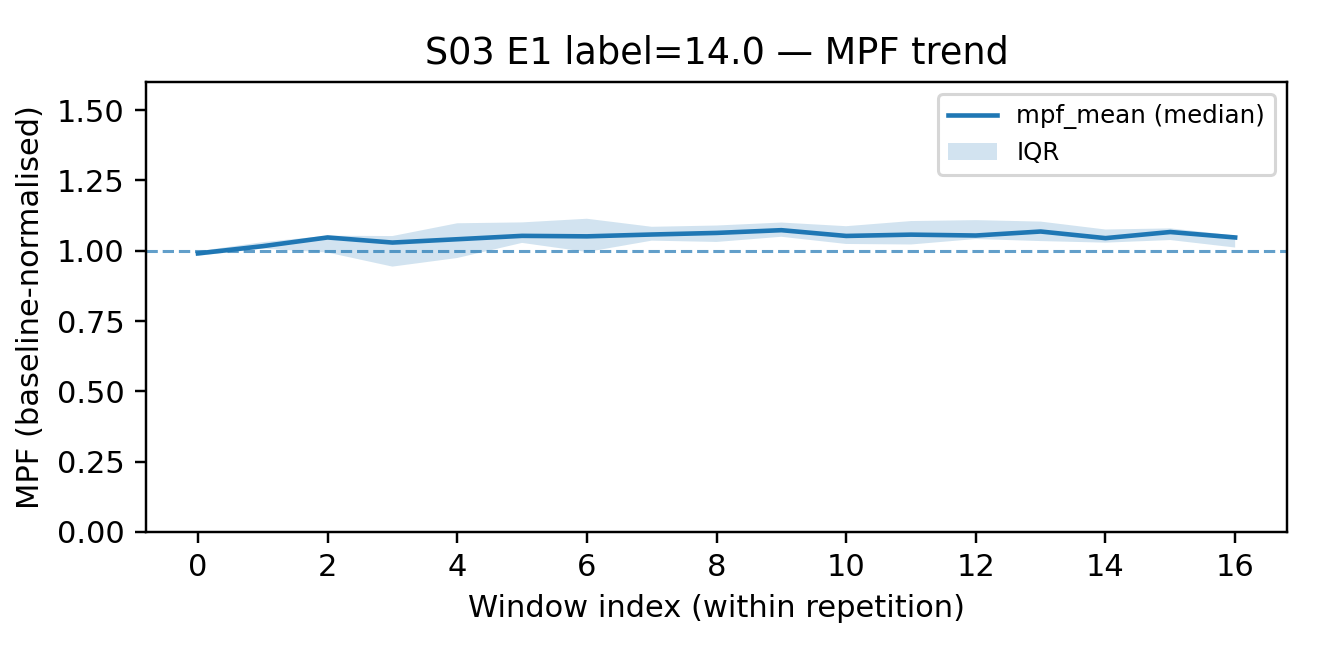 S03 E1 label=14.0 — MPF trend
mpf_mean (median)
IQR
MPF (baseline-normalised)
1.50
1.25
1.00
0.75
0.50
0.25
0.00
0 2 4 6 8 10 12 14 16
Window index (within repetition)